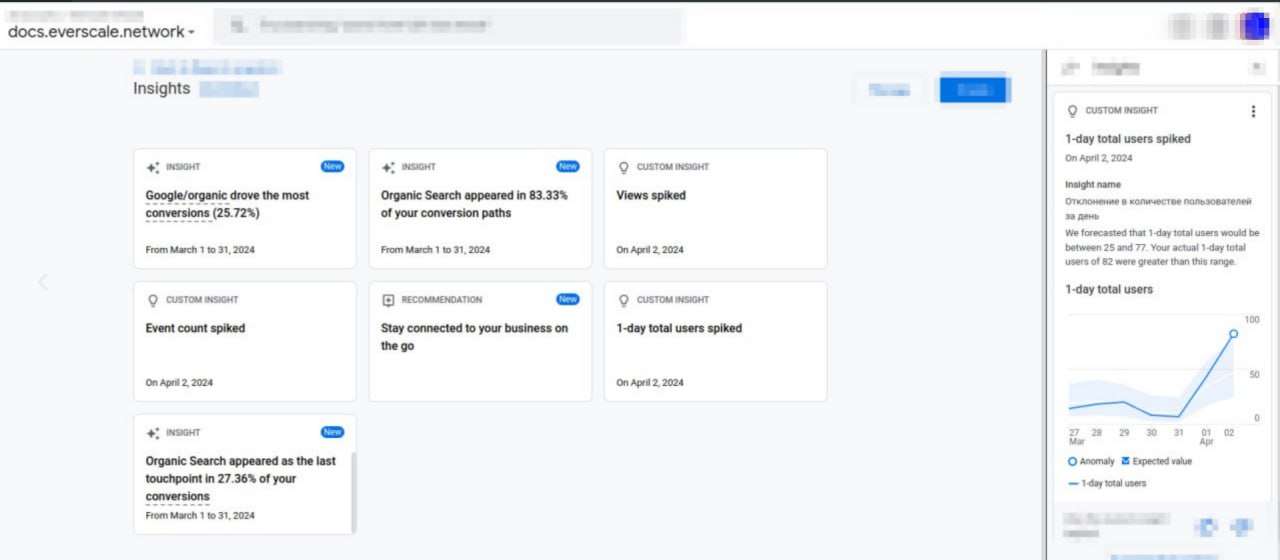 docs.everscale.network
Insights
INSIGHT New
Google/organic drove the most
conversions (25.72%)
From March 1 to 31, 2024
INSIGHT New
Organic Search appeared in 83.33%
of your conversion paths
From March 1 to 31, 2024
CUSTOM INSIGHT
Views spiked
On April 2, 2024
CUSTOM INSIGHT
Event count spiked
On April 2, 2024
RECOMMENDATION New
Stay connected to your business on
the go
CUSTOM INSIGHT
1-day total users spiked
On April 2, 2024
INSIGHT New
Organic Search appeared as the last
touchpoint in 27.36% of your
conversions
From March 1 to 31, 2024
Insights
CUSTOM INSIGHT
1-day total users spiked
On April 2, 2024
Insight name
Отклонение в количестве пользователей
за день
We forecasted that 1-day total users would be
between 25 and 77. Your actual 1-day total
users of 82 were greater than this range.
1-day total users
100
50
0
27 28 29 30 31 01 02
Mar Apr
Anomaly Expected value
1-day total users